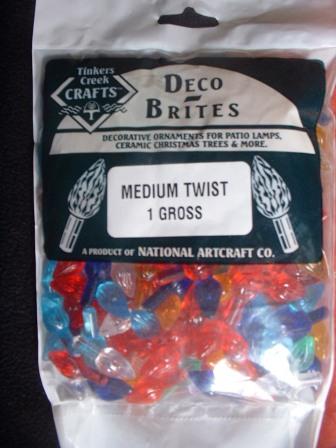 Tinkers
Creek
CRAFTS™
DECO
BRITES
DECORATIVE ORNAMENTS FOR PATIO LAMPS,
CERAMIC CHRISTMAS TREES & MORE.
MEDIUM TWIST
1 GROSS
A PRODUCT OF NATIONAL ARTCRAFT CO.